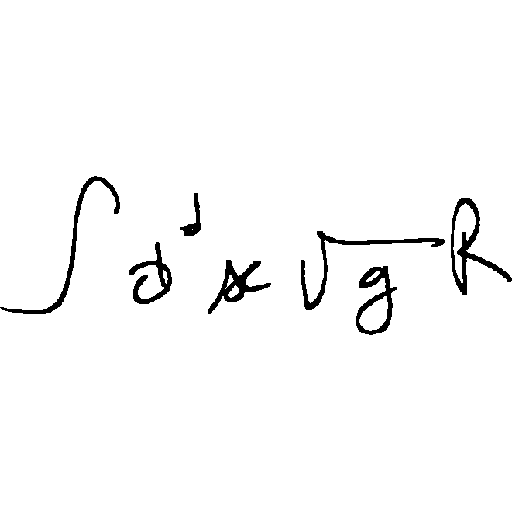 ∫ d^d x √g R